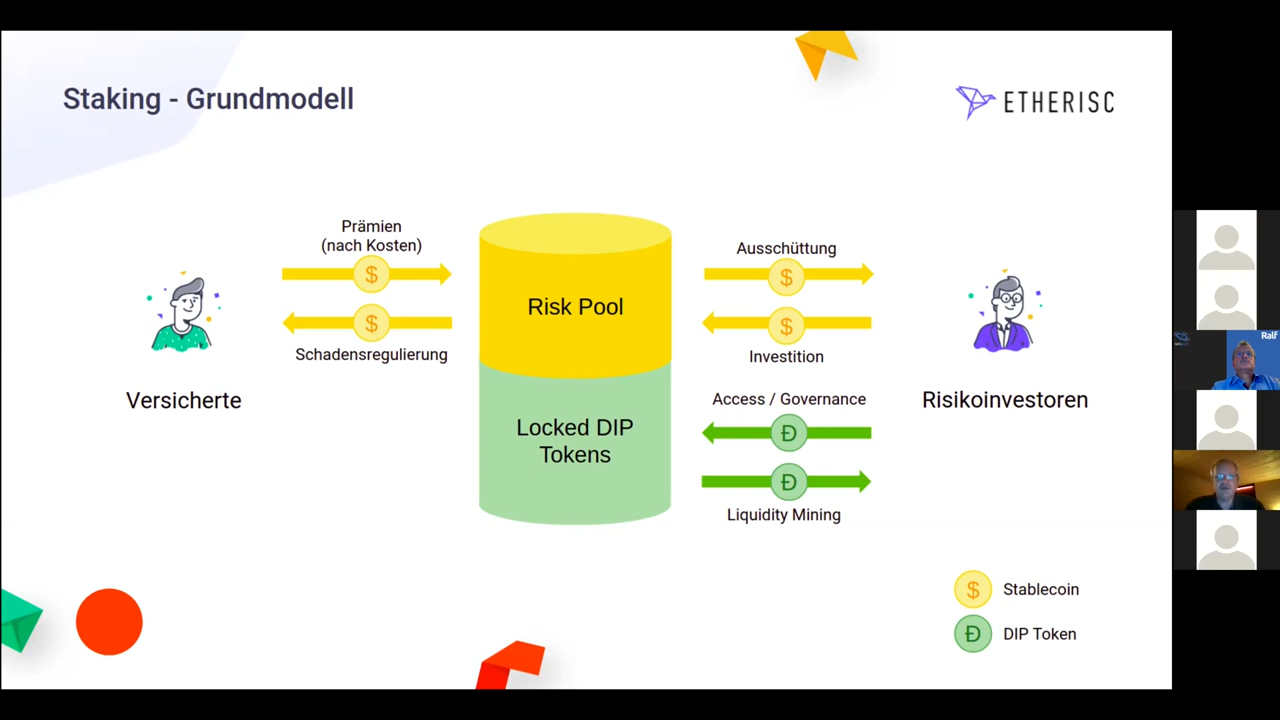 Staking - Grundmodell
ETHERISC
Prämien
(nach Kosten)
$
$
Schadensregulierung
Versicherte
Risk Pool
Locked DIP
Tokens
Ausschüttung
$
$
Investition
Access / Governance
Đ
Đ
Liquidity Mining
Risikoinvestoren
$ Stablecoin
Đ DIP Token
Ralf